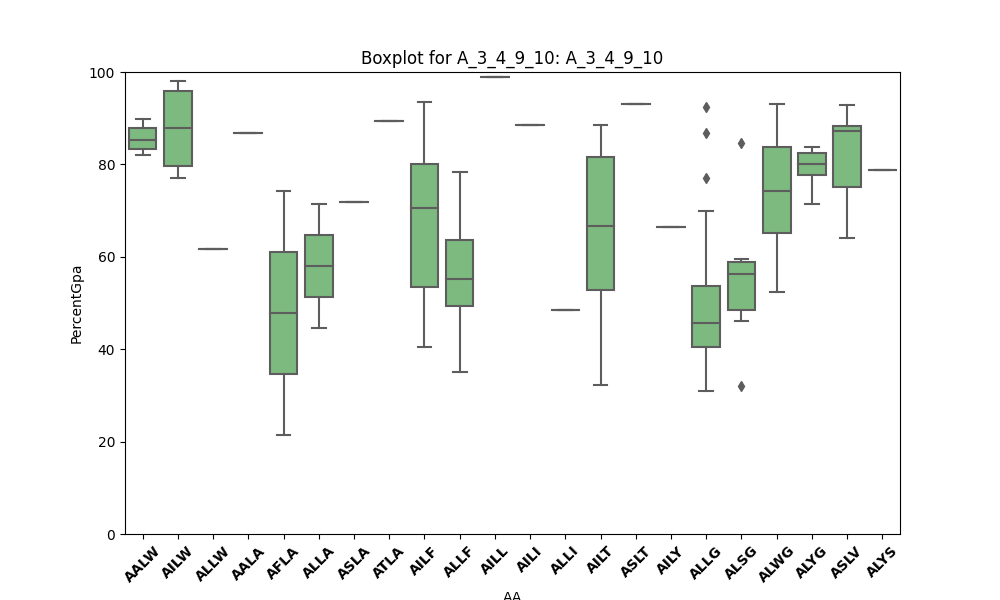 Boxplot for A_3_4_9_10: A_3_4_9_10
100
80
60
40
20
0
PercentGpa
AALW AILW ALLW AALA AFLA ALLA ASLA ATLA AILF ALLF AILL AILI ALLI AILT ASLT AILY ALLG ALSG ALWG ALYG ASLV ALYS
AA